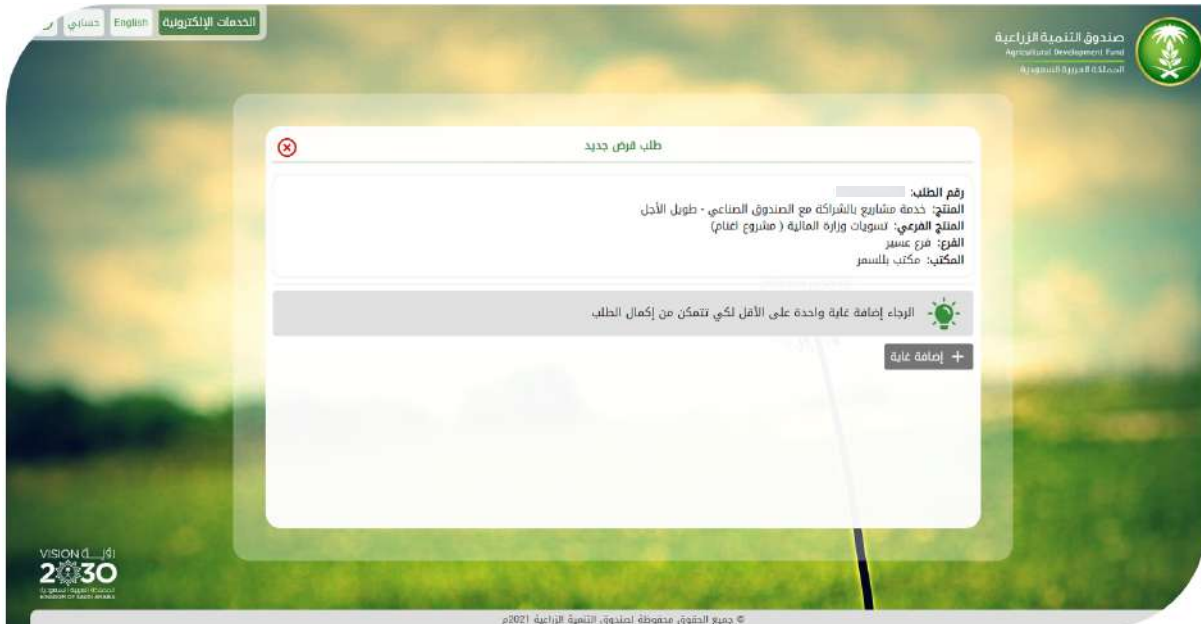 الخدمات الإلكترونية
English
حسابي
صندوق التنمية الزراعية
Agricultural Development Fund
المملكة العربية السعودية
طلب قرض جديد
رقم الطلب:
المنتج: خدمة مشاريع بالشراكة مع الصندوق الصناعي - طويل الأجل
المنتج الفرعي: تسويات وزارة المالية ( مشروع اغنام)
الفرع: فرع عسير
المكتب: مكتب بللسمر
الرجاء إضافة غاية واحدة على الأقل لكي تتمكن من إكمال الطلب
+ إضافة غاية
VISION رؤيــة
2030
المملكة العربية السعودية
KINGDOM OF SAUDI ARABIA
© جميع الحقوق محفوظة لصندوق التنمية الزراعية 2021م